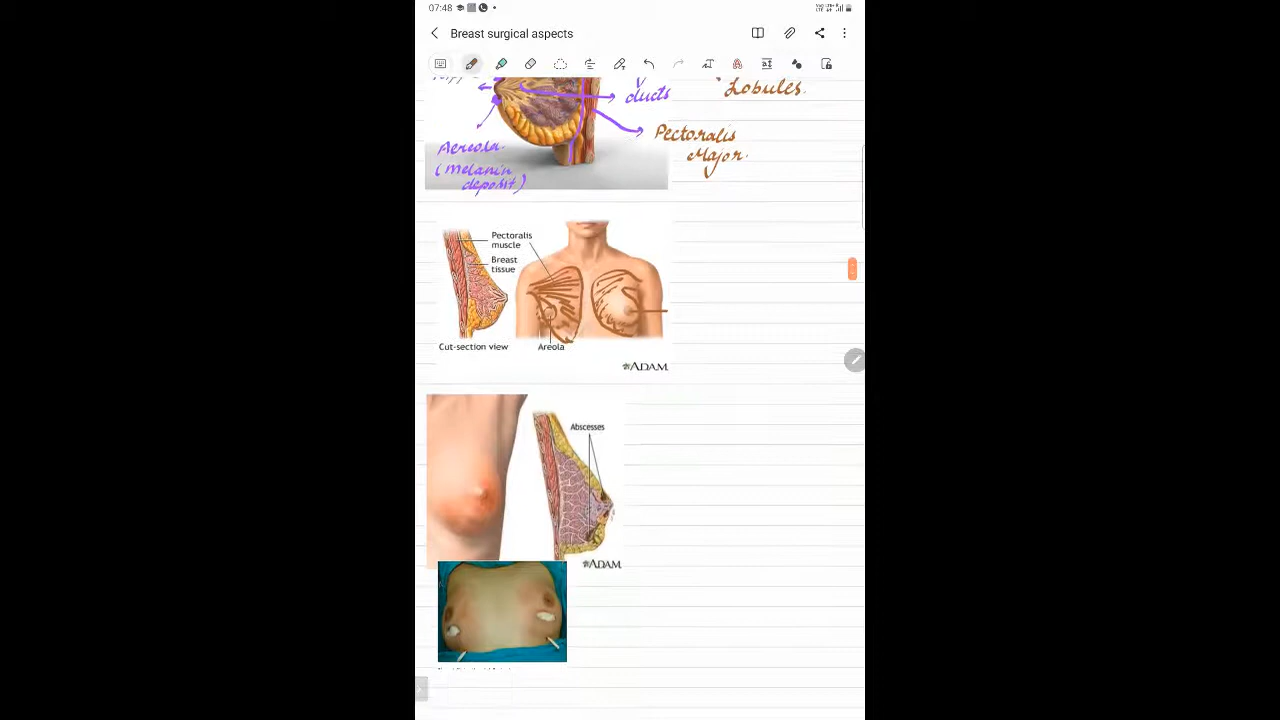 07:48
Breast surgical aspects
ducts
Lobules.
Pectoralis
Major.
Aereola.
(Melanin
deposit)
Pectoralis
muscle
Breast
tissue
Cut-section view
Areola
ADAM
Abscesses
ADAM